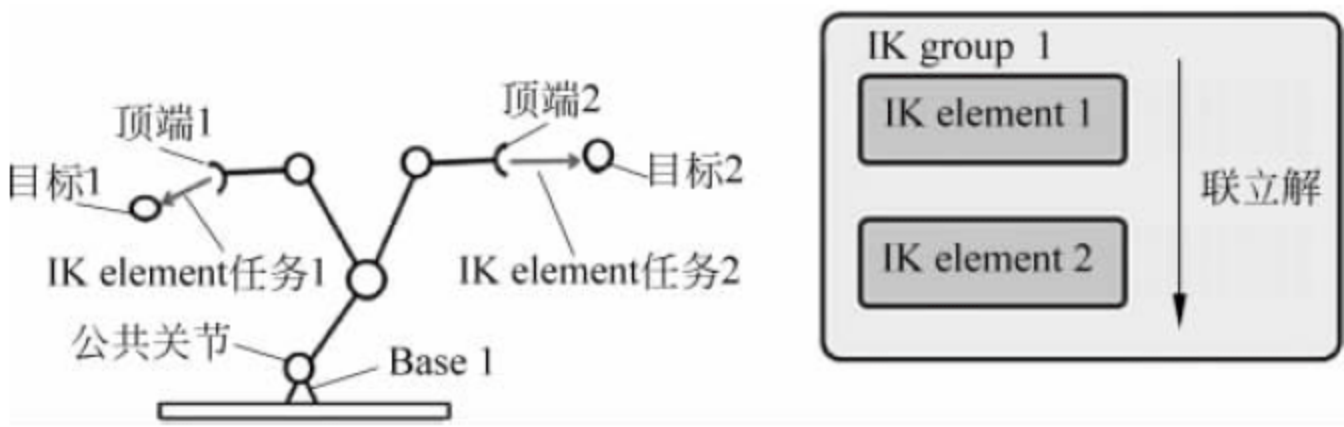 顶端1
目标1
IK element任务1
公共关节
Base 1
顶端2
目标2
IK element任务2
IK group 1
IK element 1
IK element 2
联立解